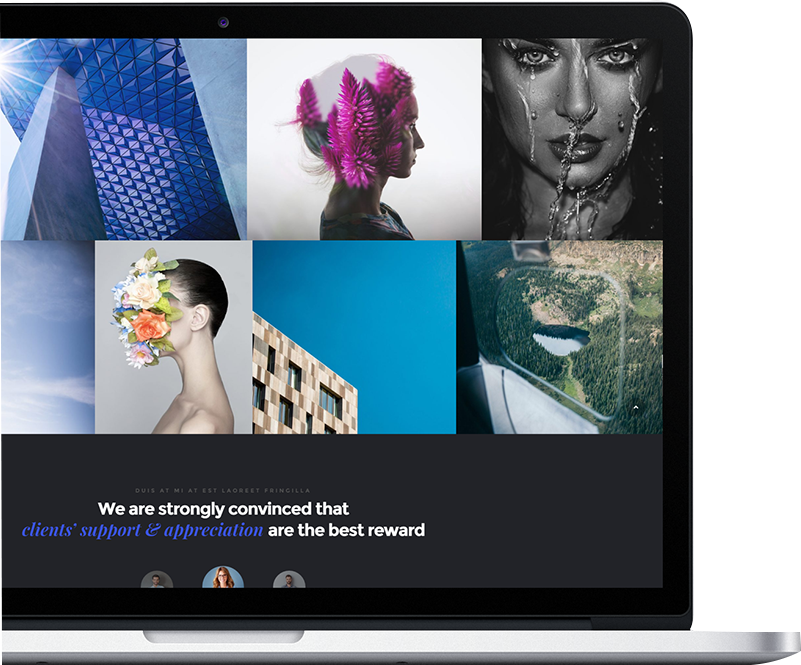 DUIS AT MI AT EST LAOREET FRINGILLA
We are strongly convinced that
clients' support & appreciation are the best reward